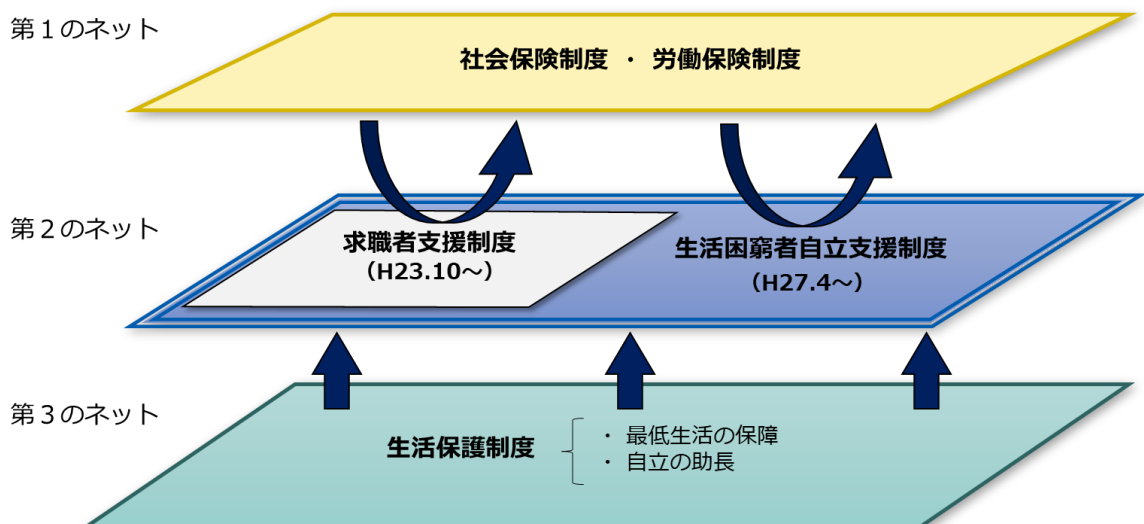 第１のネット
社会保険制度 ・ 労働保険制度
第２のネット
求職者支援制度
（H23.10～）
生活困窮者自立支援制度
（H27.4～）
第３のネット
生活保護制度
・ 最低生活の保障
・ 自立の助長